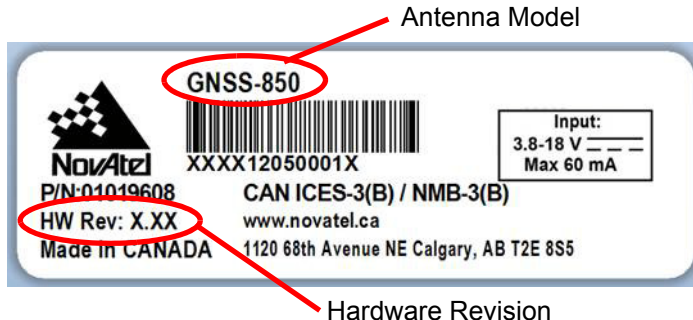 Antenna Model
GNSS-850
NovAtel
XXXX12050001X
Input:
3.8-18 V
Max 60 mA
P/N:01019608
CAN ICES-3(B) / NMB-3(B)
HW Rev: X.XX
www.novatel.ca
Made in CANADA
1120 68th Avenue NE Calgary, AB T2E 8S5
Hardware Revision